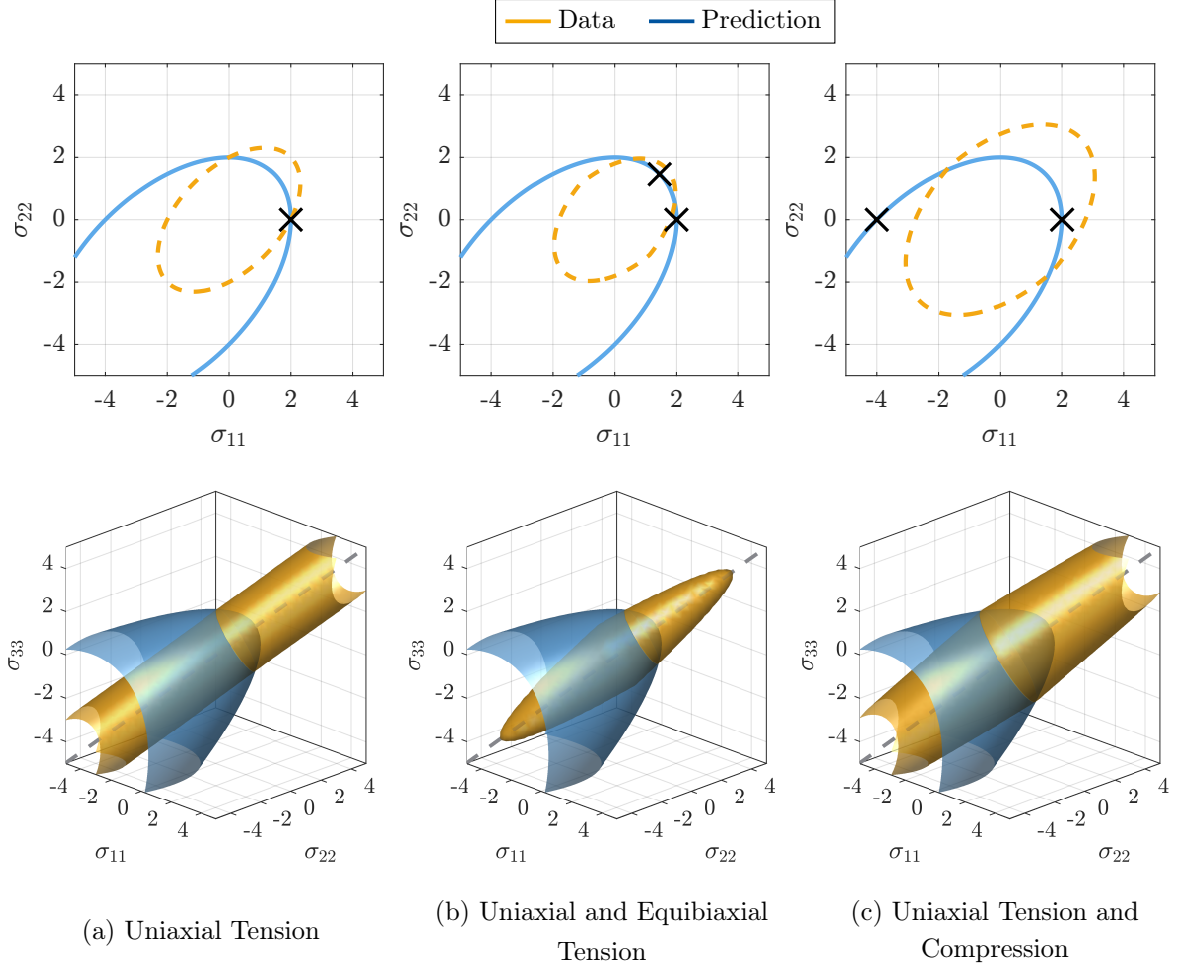 Data Prediction
4 2 0 -2 -4
σ22
-4 -2 0 2 4
σ11
4 2 0 -2 -4
σ22
-4 -2 0 2 4
σ11
4 2 0 -2 -4
σ22
-4 -2 0 2 4
σ11
4 2 0 -2 -4
σ33
-4 -2 0 2 4
σ11
-4 -2 0 2 4
σ22
4 2 0 -2 -4
σ33
-4 -2 0 2 4
σ11
-4 -2 0 2 4
σ22
4 2 0 -2 -4
σ33
-4 -2 0 2 4
σ11
-4 -2 0 2 4
σ22
(a) Uniaxial Tension
(b) Uniaxial and Equibiaxial
Tension
(c) Uniaxial Tension and
Compression